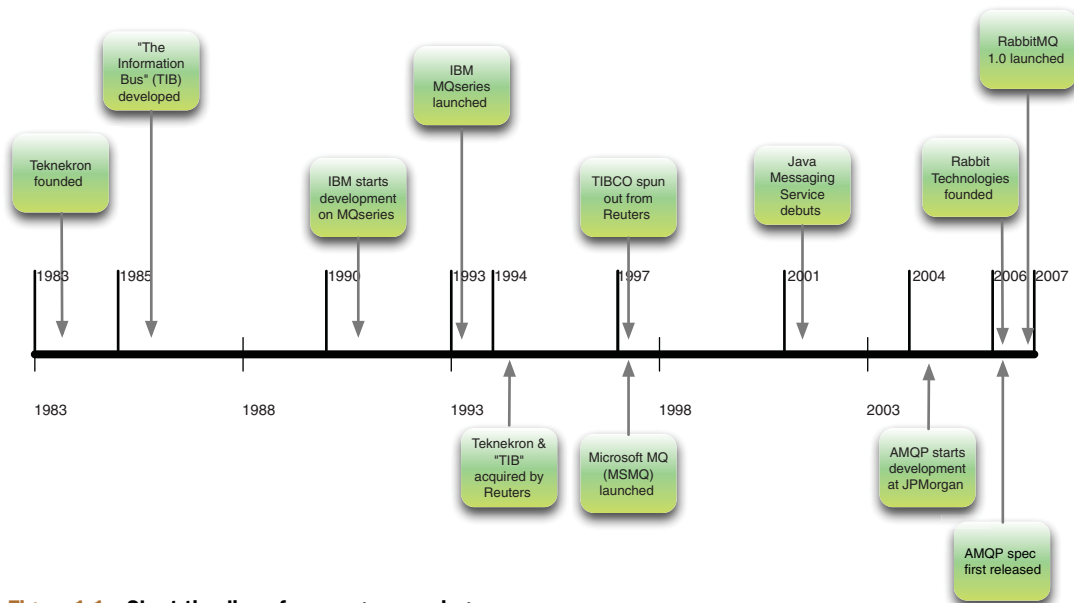 "The
Information
Bus" (TIB)
developed
IBM
MQseries
launched
RabbitMQ
1.0 launched
Teknekron
founded
IBM starts
development
on MQseries
TIBCO spun
out from
Reuters
Java
Messaging
Service
debuts
Rabbit
Technologies
founded
1983
1985
1990
1993
1994
1997
2001
2004
2006
2007
1983
1988
1993
1998
2003
Teknekron &
"TIB"
acquired by
Reuters
Microsoft MQ
(MSMQ)
launched
AMQP starts
development
at JPMorgan
AMQP spec
first released